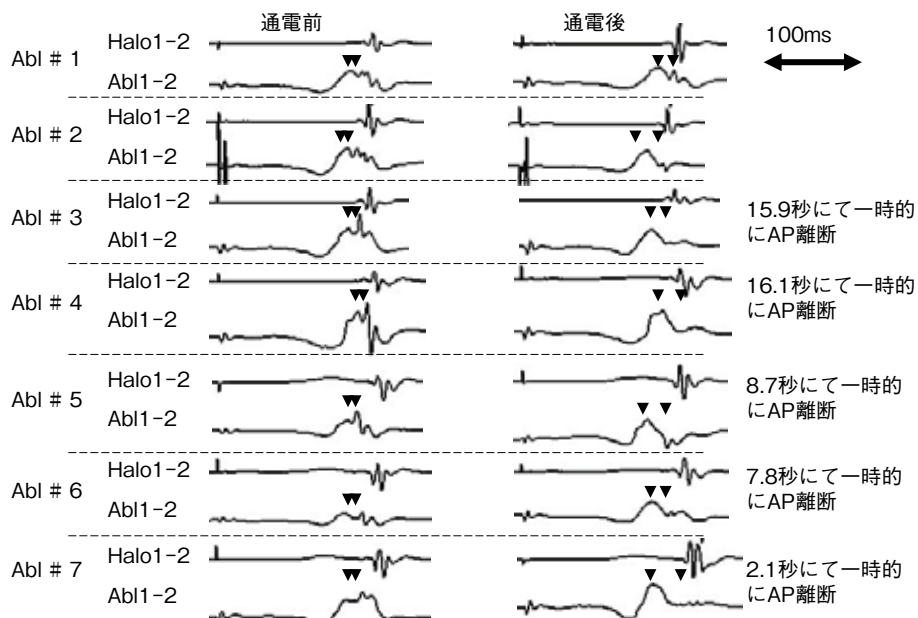 通電前 通電後
Abl # 1 Halo1-2 100ms
Abl1-2
Abl # 2 Halo1-2
Abl1-2
Abl # 3 Halo1-2 15.9秒にて一時的
Abl1-2 にAP離断
Abl # 4 Halo1-2 16.1秒にて一時的
Abl1-2 にAP離断
Abl # 5 Halo1-2 8.7秒にて一時的
Abl1-2 にAP離断
Abl # 6 Halo1-2 7.8秒にて一時的
Abl1-2 にAP離断
Abl # 7 Halo1-2 2.1秒にて一時的
Abl1-2 にAP離断